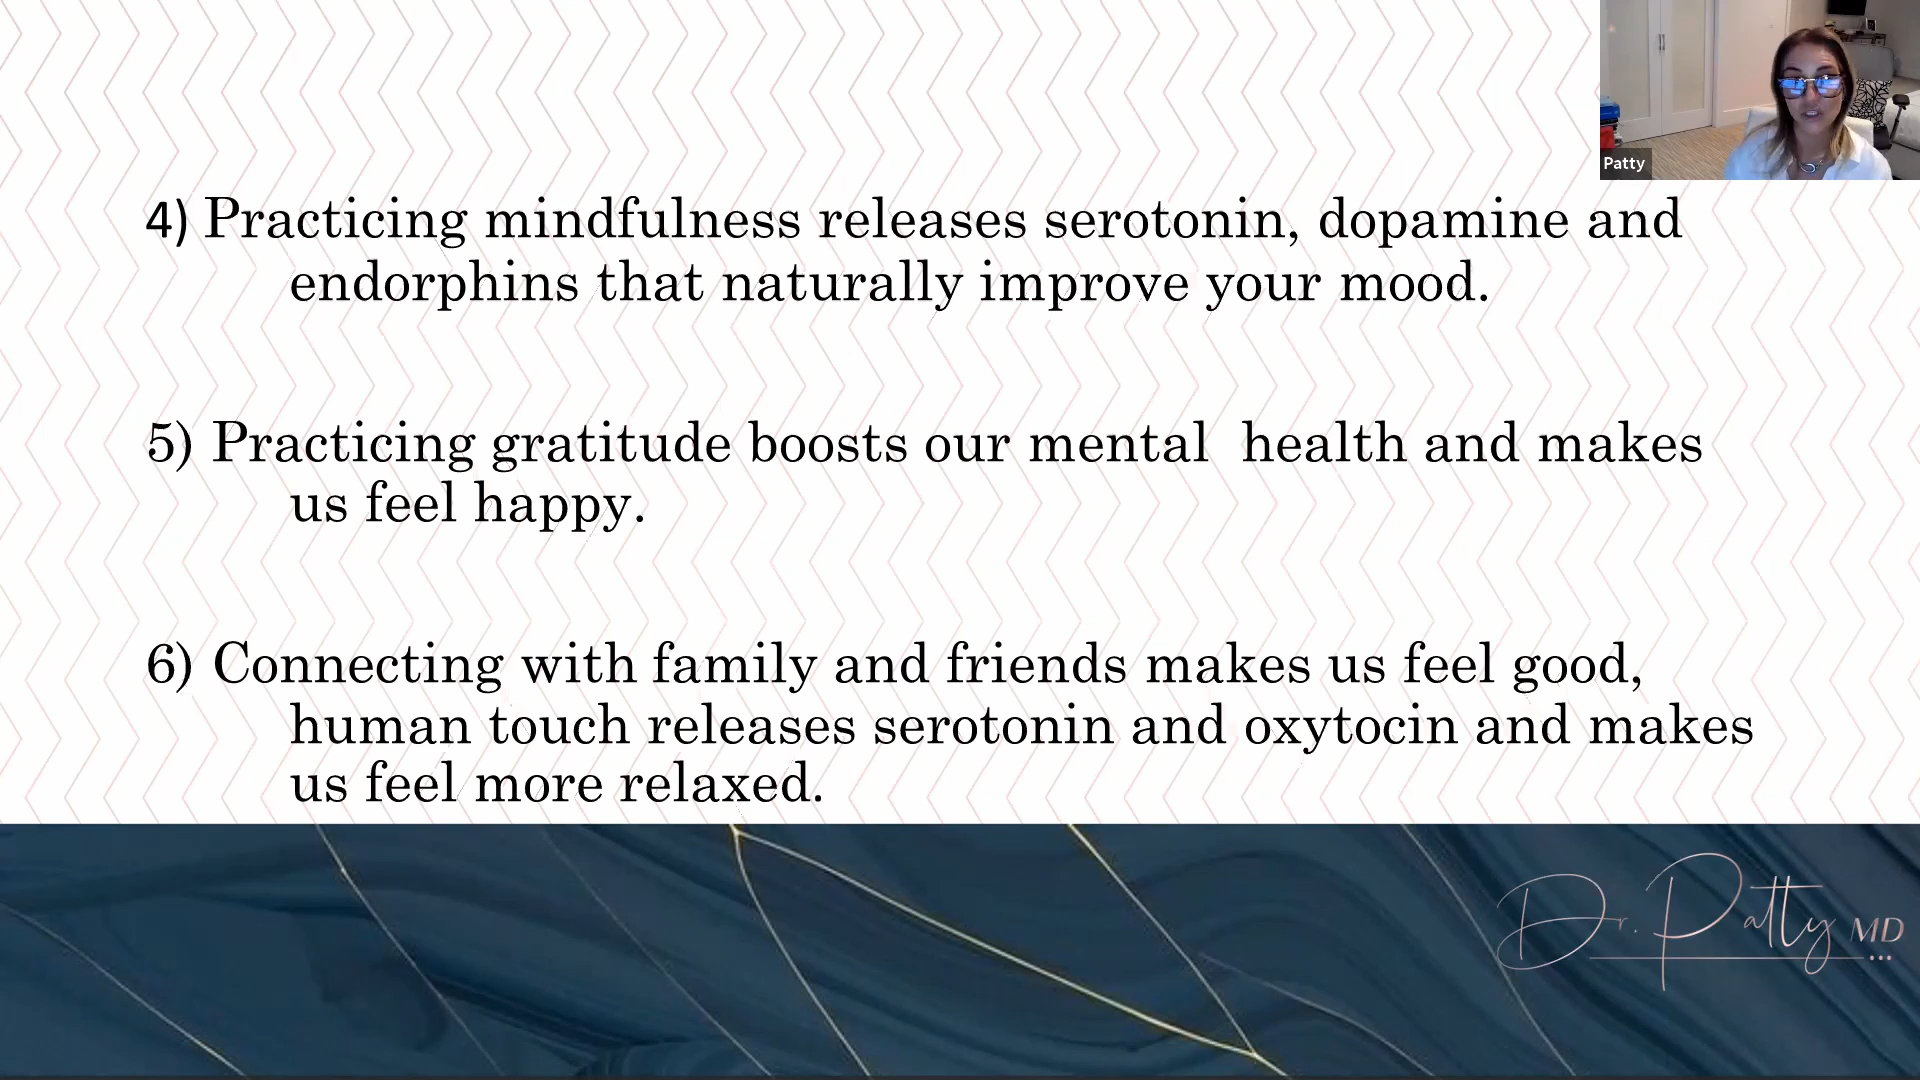 Patty
4) Practicing mindfulness releases serotonin, dopamine and
endorphins that naturally improve your mood.
5) Practicing gratitude boosts our mental  health and makes
us feel happy.
6) Connecting with family and friends makes us feel good,
human touch releases serotonin and oxytocin and makes
us feel more relaxed.
Dr. Patty MD